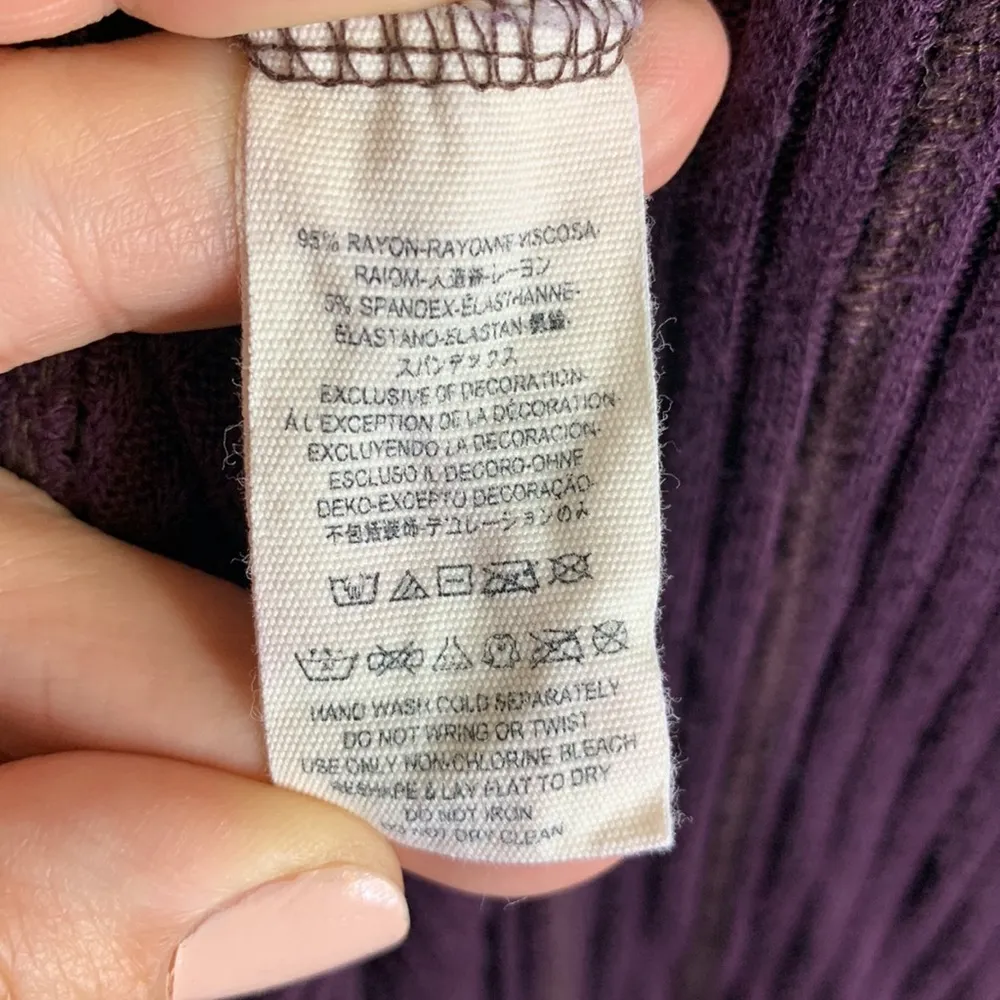 95% RAYON-RAYONNE-VISCOSA-
RAIOM-人造絲-レーヨン
5% SPANDEX-ÉLASTHANNE-
ELASTANO-ELASTAN-氨綸-
スパンデックス
EXCLUSIVE OF DECORATION-
À L'EXCEPTION DE LA DÉCORATION-
EXCLUYENDO LA DECORACION-
ESCLUSO IL DECORO-OHNE
DEKO-EXCEPTO DECORAÇÃO-
不包括裝飾-デコレーションのみ
HAND WASH COLD SEPARATELY
DO NOT WRING OR TWIST
USE ONLY NON-CHLORINE BLEACH
RESHAPE & LAY FLAT TO DRY
DO NOT IRON
DO NOT DRY CLEAN